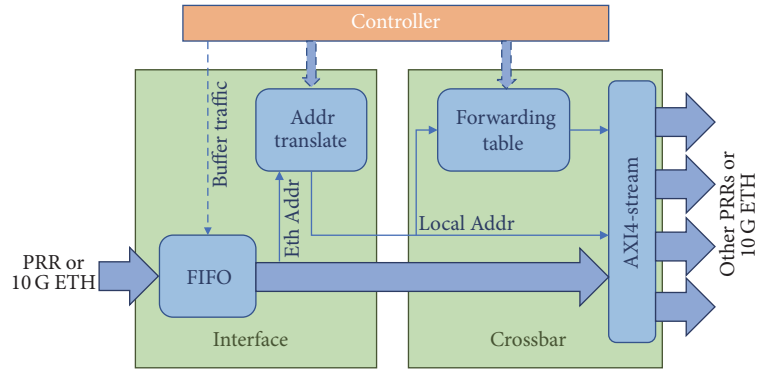 Controller
Buffer traffic
Addr
translate
Forwarding
table
Eth Addr
Local Addr
AXI4-stream
Other PRRs or
10 G ETH
PRR or
10 G ETH
FIFO
Interface
Crossbar